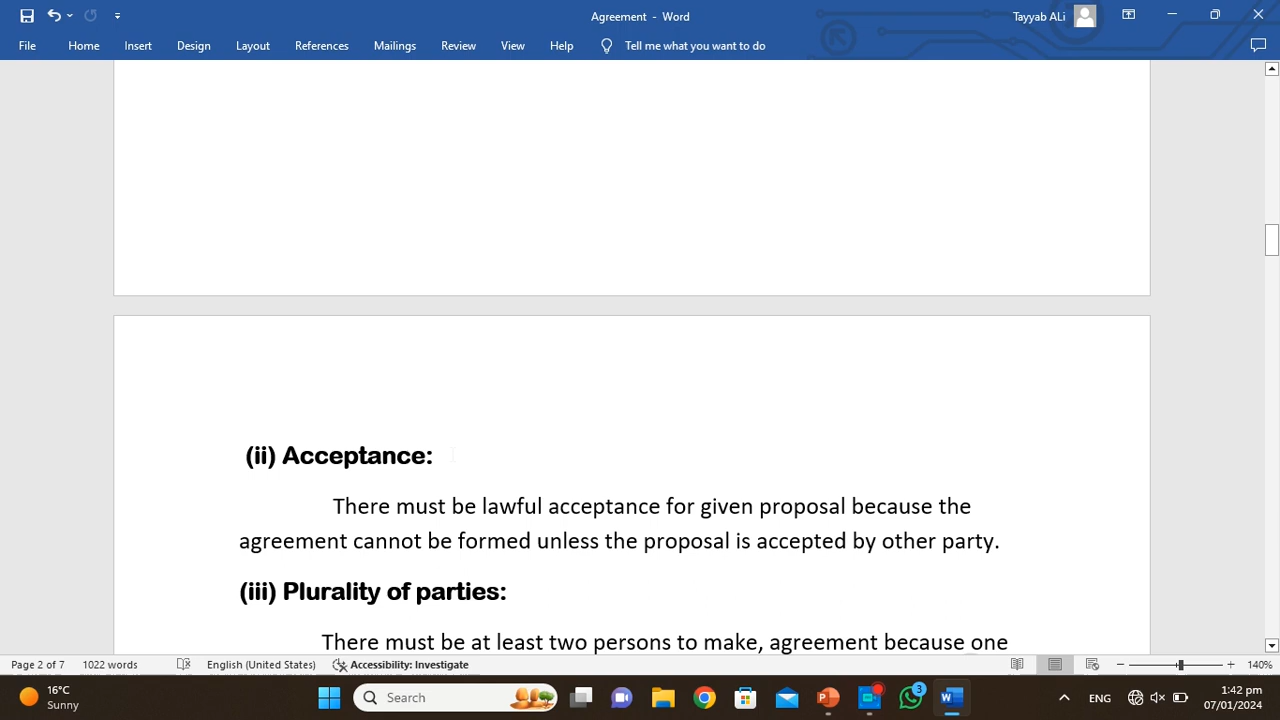 Agreement - Word
Tayyab ALi
File Home Insert Design Layout References Mailings Review View Help Tell me what you want to do
(ii) Acceptance:
There must be lawful acceptance for given proposal because the
agreement cannot be formed unless the proposal is accepted by other party.
(iii) Plurality of parties:
There must be at least two persons to make, agreement because one
Page 2 of 7 1022 words English (United States) Accessibility: Investigate 140%
16°C
Sunny
Search
3
ENG
1:42 pm
07/01/2024